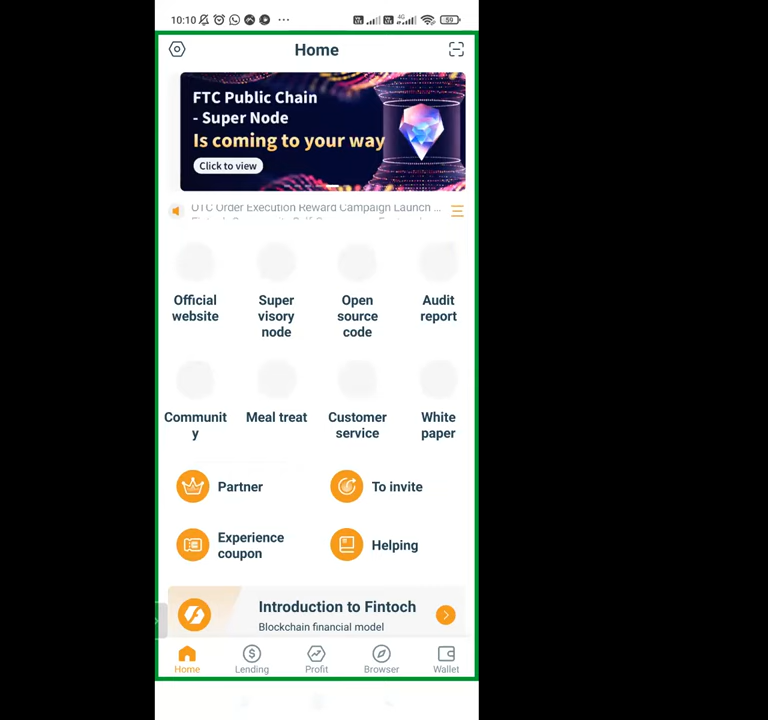 10:10
59
Home
FTC Public Chain
- Super Node
Is coming to your way
Click to view
OTC Order Execution Reward Campaign Launch ...
Official website
Super visory node
Open source code
Audit report
Communit y
Meal treat
Customer service
White paper
Partner
To invite
Experience coupon
Helping
Introduction to Fintoch
Blockchain financial model
Home
Lending
Profit
Browser
Wallet